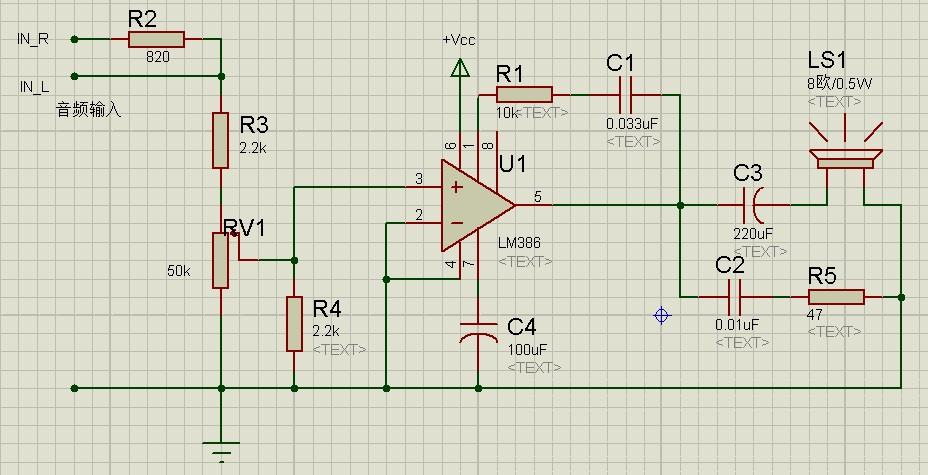 R2
IN_R
820
IN_L
音频输入
R3
2.2k
RV1
50k
R4
2.2k
<TEXT>
+Vcc
R1
10k
<TEXT>
C1
0.033uF
<TEXT>
LS1
8欧/0.5W
<TEXT>
6
1
8
U1
3
2
5
4
7
LM386
<TEXT>
C3
220uF
<TEXT>
C2
0.01uF
<TEXT>
R5
47
<TEXT>
C4
100uF
<TEXT>